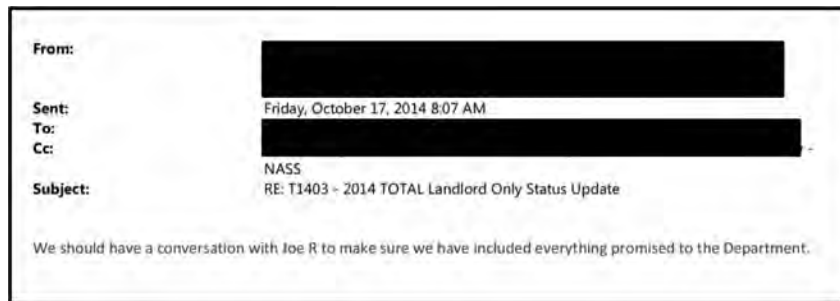 From:
Sent: Friday, October 17, 2014 8:07 AM
To:
Cc:
NASS
Subject: RE: T1403 - 2014 TOTAL Landlord Only Status Update
We should have a conversation with Joe R to make sure we have included everything promised to the Department.